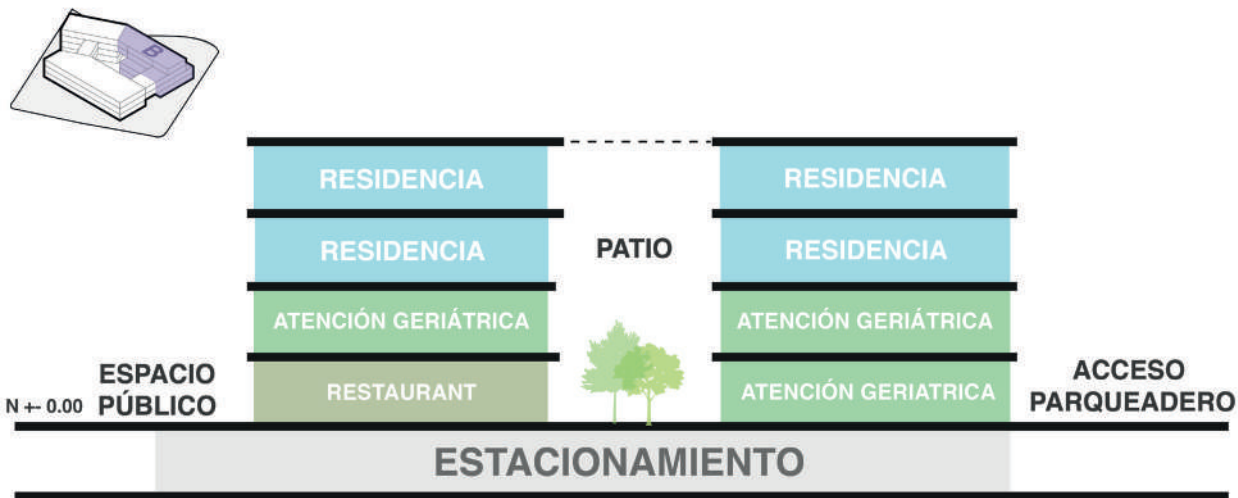 B
RESIDENCIA
RESIDENCIA
RESIDENCIA
PATIO
RESIDENCIA
ATENCIÓN GERIÁTRICA
ATENCIÓN GERIÁTRICA
ESPACIO
PÚBLICO
N +- 0.00
RESTAURANT
ATENCIÓN GERIATRICA
ACCESO
PARQUEADERO
ESTACIONAMIENTO